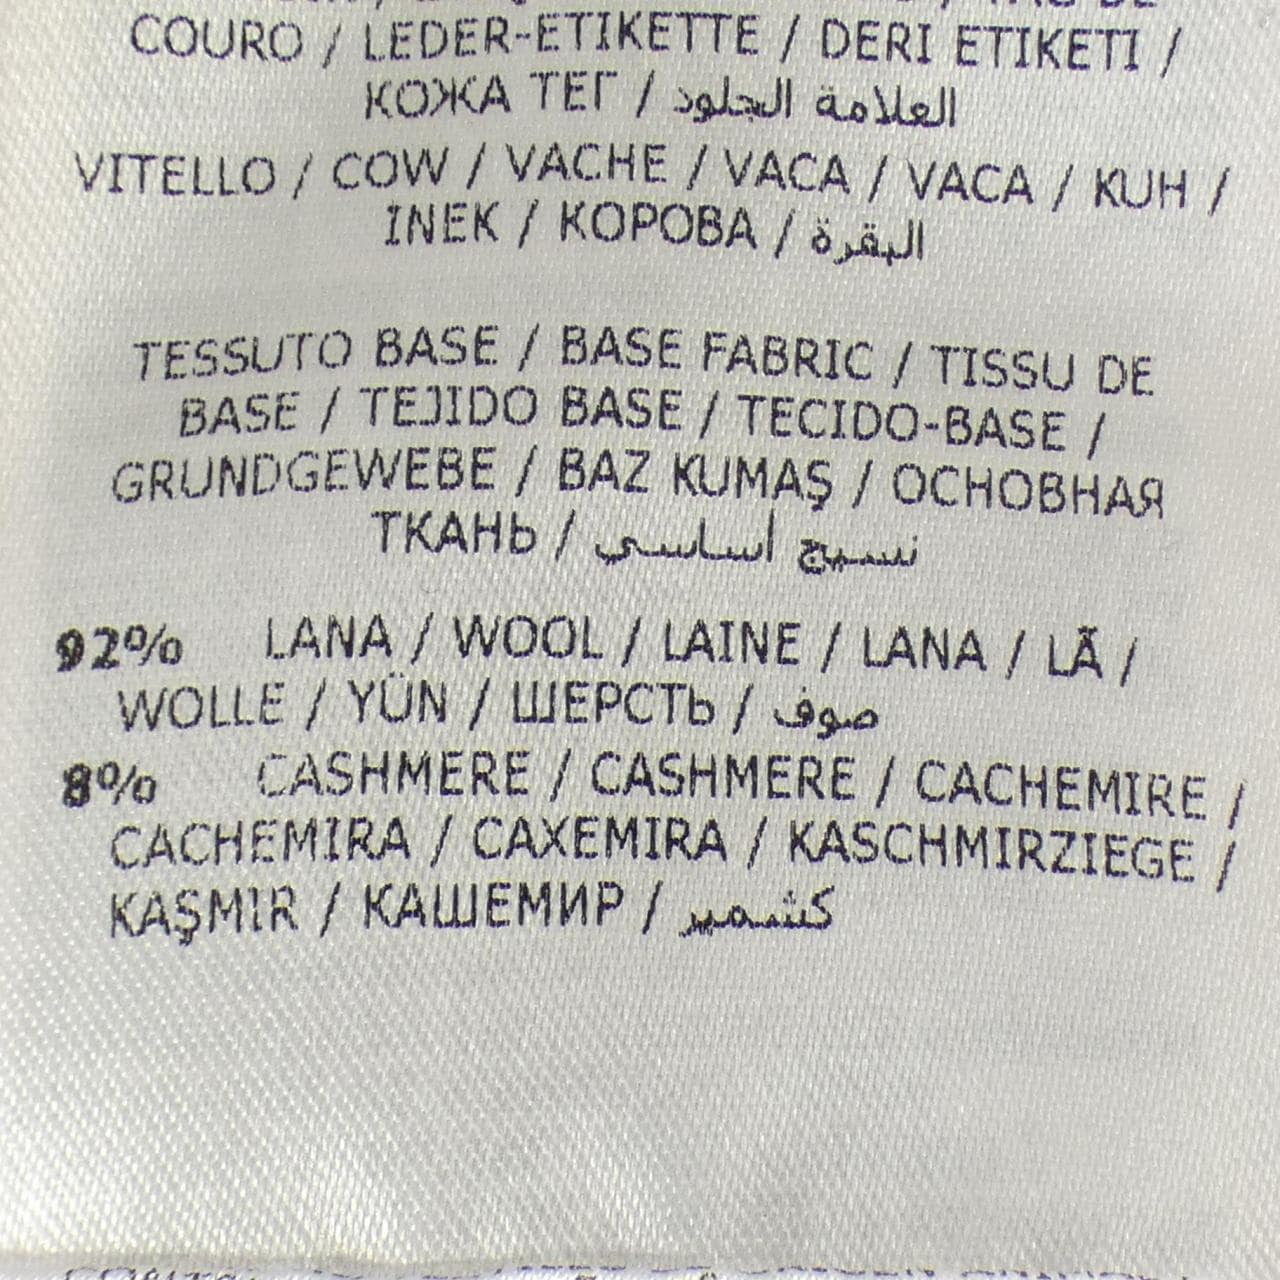 COURO / LEDER-ETIKETTE / DERI ETIKETI /
КОЖА ТЕГ / العلامة الجلود
VITELLO / COW / VACHE / VACA / VACA / KUH /
INEK / КОРОВА / البقرة
TESSUTO BASE / BASE FABRIC / TISSU DE
BASE / TEJIDO BASE / TECIDO-BASE /
GRUNDGEWEBE / BAZ KUMAŞ / ОСНОВНАЯ
ТКАНЬ / نسيج أساسي
92% LANA / WOOL / LAINE / LANA / LÃ /
WOLLE / YÜN / ШЕРСТЬ / صوف
8% CASHMERE / CASHMERE / CACHEMIRE /
CACHEMIRA / CAXEMIRA / KASCHMIRZIEGE /
KAŞMIR / КАШЕМИР / كشمير